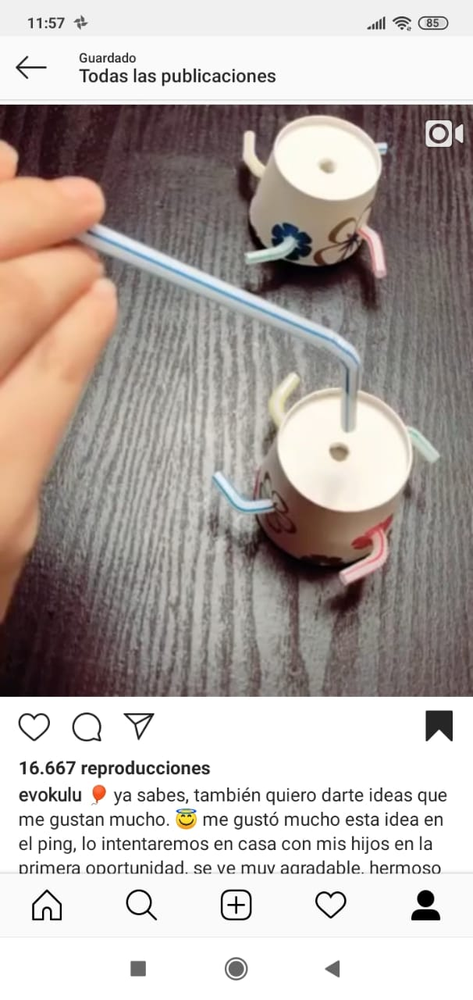 11:57
85
Guardado
Todas las publicaciones
16.667 reproducciones
evokulu 🎈 ya sabes, también quiero darte ideas que
me gustan mucho. 😇 me gustó mucho esta idea en
el ping, lo intentaremos en casa con mis hijos en la
primera oportunidad, se ve muy agradable, hermoso